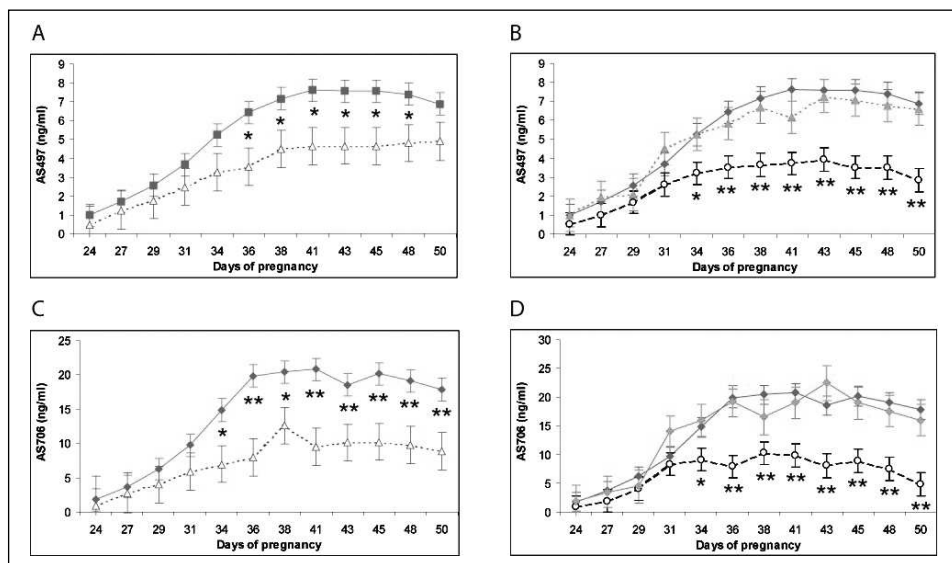 A
9
8
7
6
5
4
3
2
1
0
AS497 (ng/ml)
* * * * * *
24 27 29 31 34 36 38 41 43 45 48 50
Days of pregnancy
B
9
8
7
6
5
4
3
2
1
0
AS497 (ng/ml)
* ** ** ** ** ** ** **
24 27 29 31 34 36 38 41 43 45 48 50
Days of pregnancy
C
25
20
15
10
5
0
AS706 (ng/ml)
* ** * ** ** ** ** **
24 27 29 31 34 36 38 41 43 45 48 50
Days of pregnancy
D
30
25
20
15
10
5
0
AS706 (ng/ml)
* ** ** ** ** ** ** **
24 27 29 31 34 36 38 41 43 45 48 50
Days of pregnancy